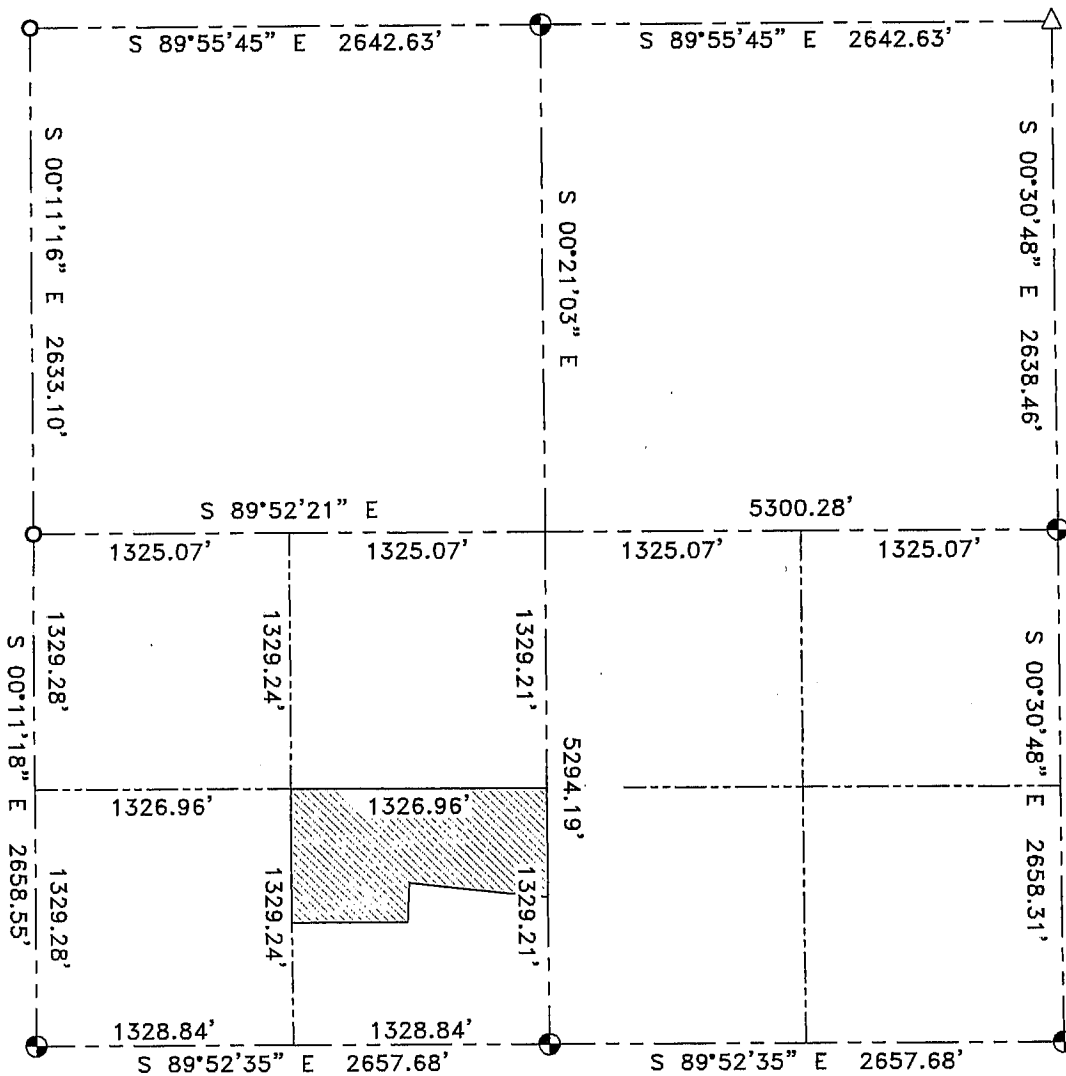 S 89°55'45" E 2642.63'
S 89°55'45" E 2642.63'
S 00°11'16" E 2633.10'
S 00°21'03" E
S 00°30'48" E 2638.46'
S 89°52'21" E
5300.28'
1325.07'
1325.07'
1325.07'
1325.07'
1329.28'
1329.24'
1329.21'
S 00°11'18" E 2658.55'
5294.19'
S 00°30'48" E 2658.31'
1326.96'
1326.96'
1329.28'
1329.24'
1329.21'
1328.84'
1328.84'
S 89°52'35" E 2657.68'
S 89°52'35" E 2657.68'